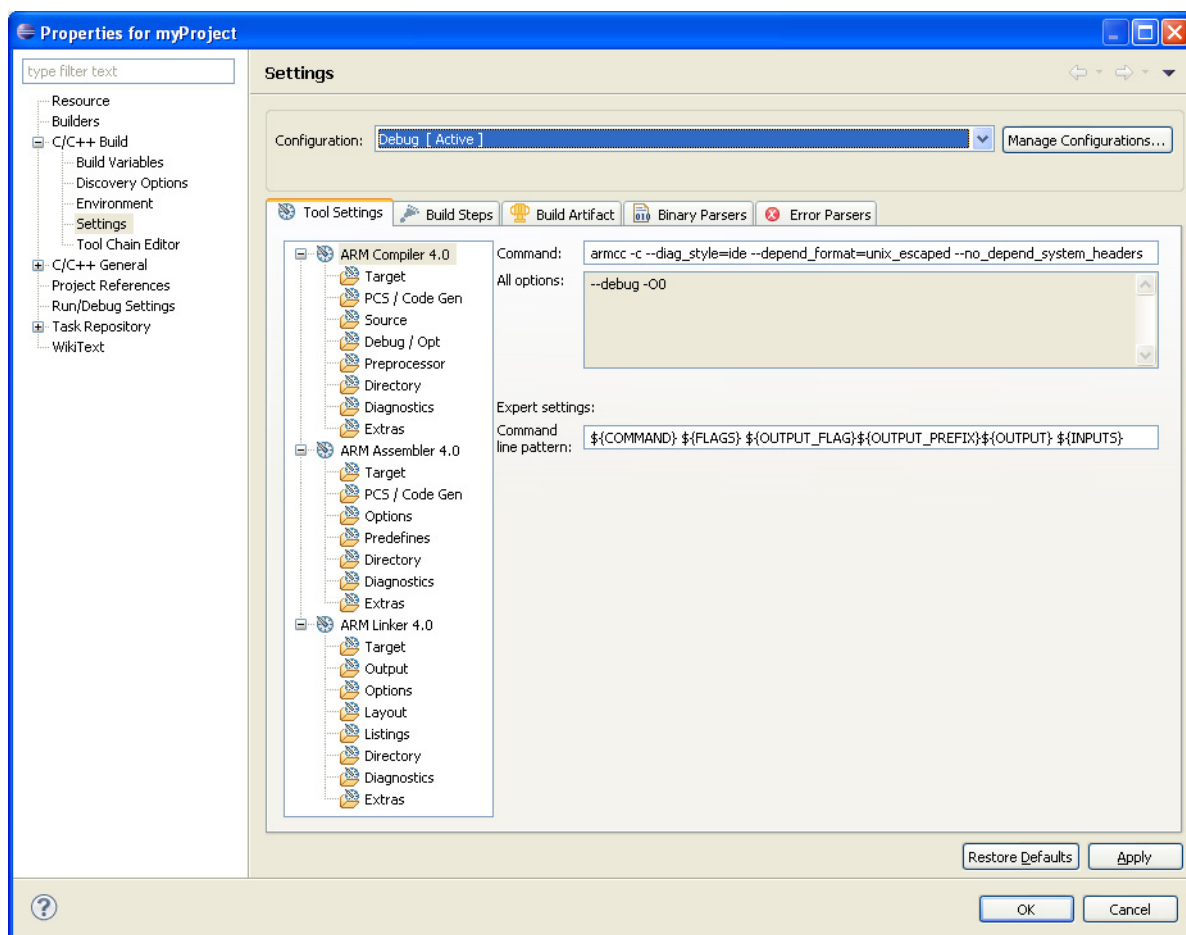 Properties for myProject
type filter text
Resource
Builders
C/C++ Build
Build Variables
Discovery Options
Environment
Settings
Tool Chain Editor
C/C++ General
Project References
Run/Debug Settings
Task Repository
WikiText
Settings
Configuration:
Debug [ Active ]
Manage Configurations...
Tool Settings
Build Steps
Build Artifact
Binary Parsers
Error Parsers
ARM Compiler 4.0
Target
PCS / Code Gen
Source
Debug / Opt
Preprocessor
Directory
Diagnostics
Extras
ARM Assembler 4.0
Target
PCS / Code Gen
Options
Predefines
Directory
Diagnostics
Extras
ARM Linker 4.0
Target
Output
Options
Layout
Listings
Directory
Diagnostics
Extras
Command:
armcc -c --diag_style=ide --depend_format=unix_escaped --no_depend_system_headers
All options:
--debug -O0
Expert settings:
Command
line pattern:
${COMMAND} ${FLAGS} ${OUTPUT_FLAG}${OUTPUT_PREFIX}${OUTPUT} ${INPUTS}
Restore Defaults
Apply
OK
Cancel